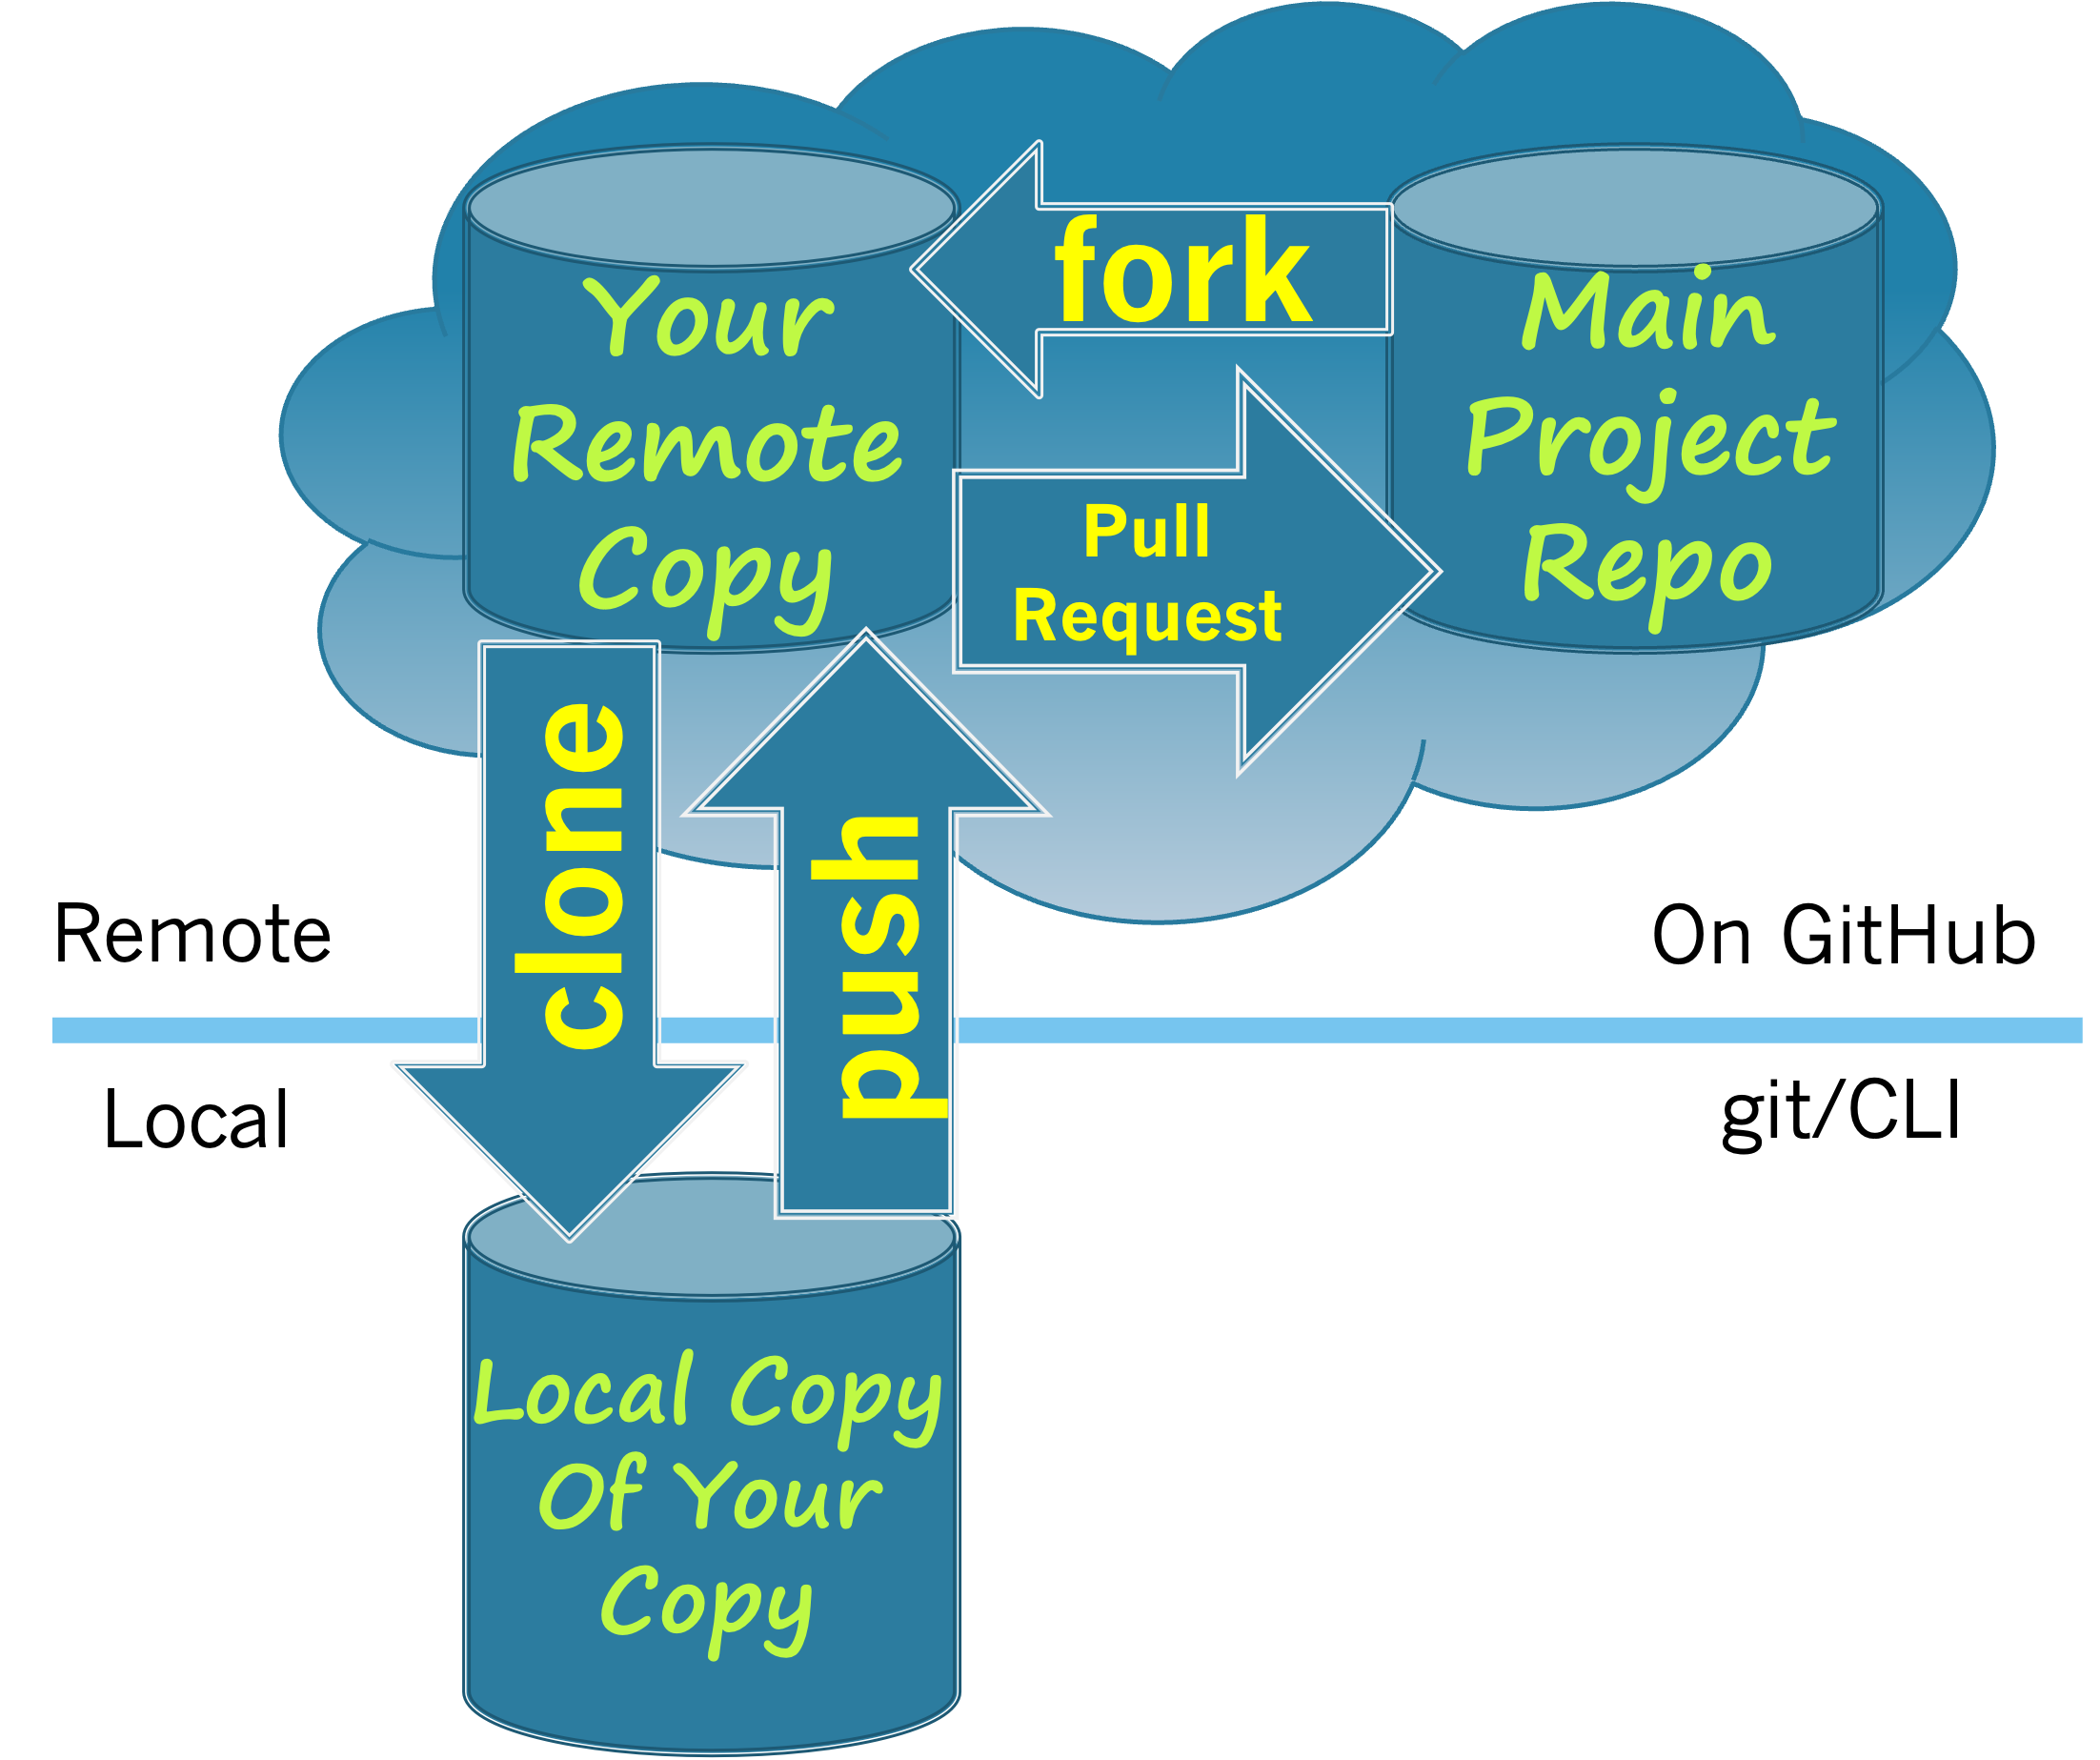 Your
Remote
Copy
fork
Main
Project
Repo
Pull
Request
clone
push
Remote
On GitHub
Local
git/CLI
Local Copy
Of Your
Copy